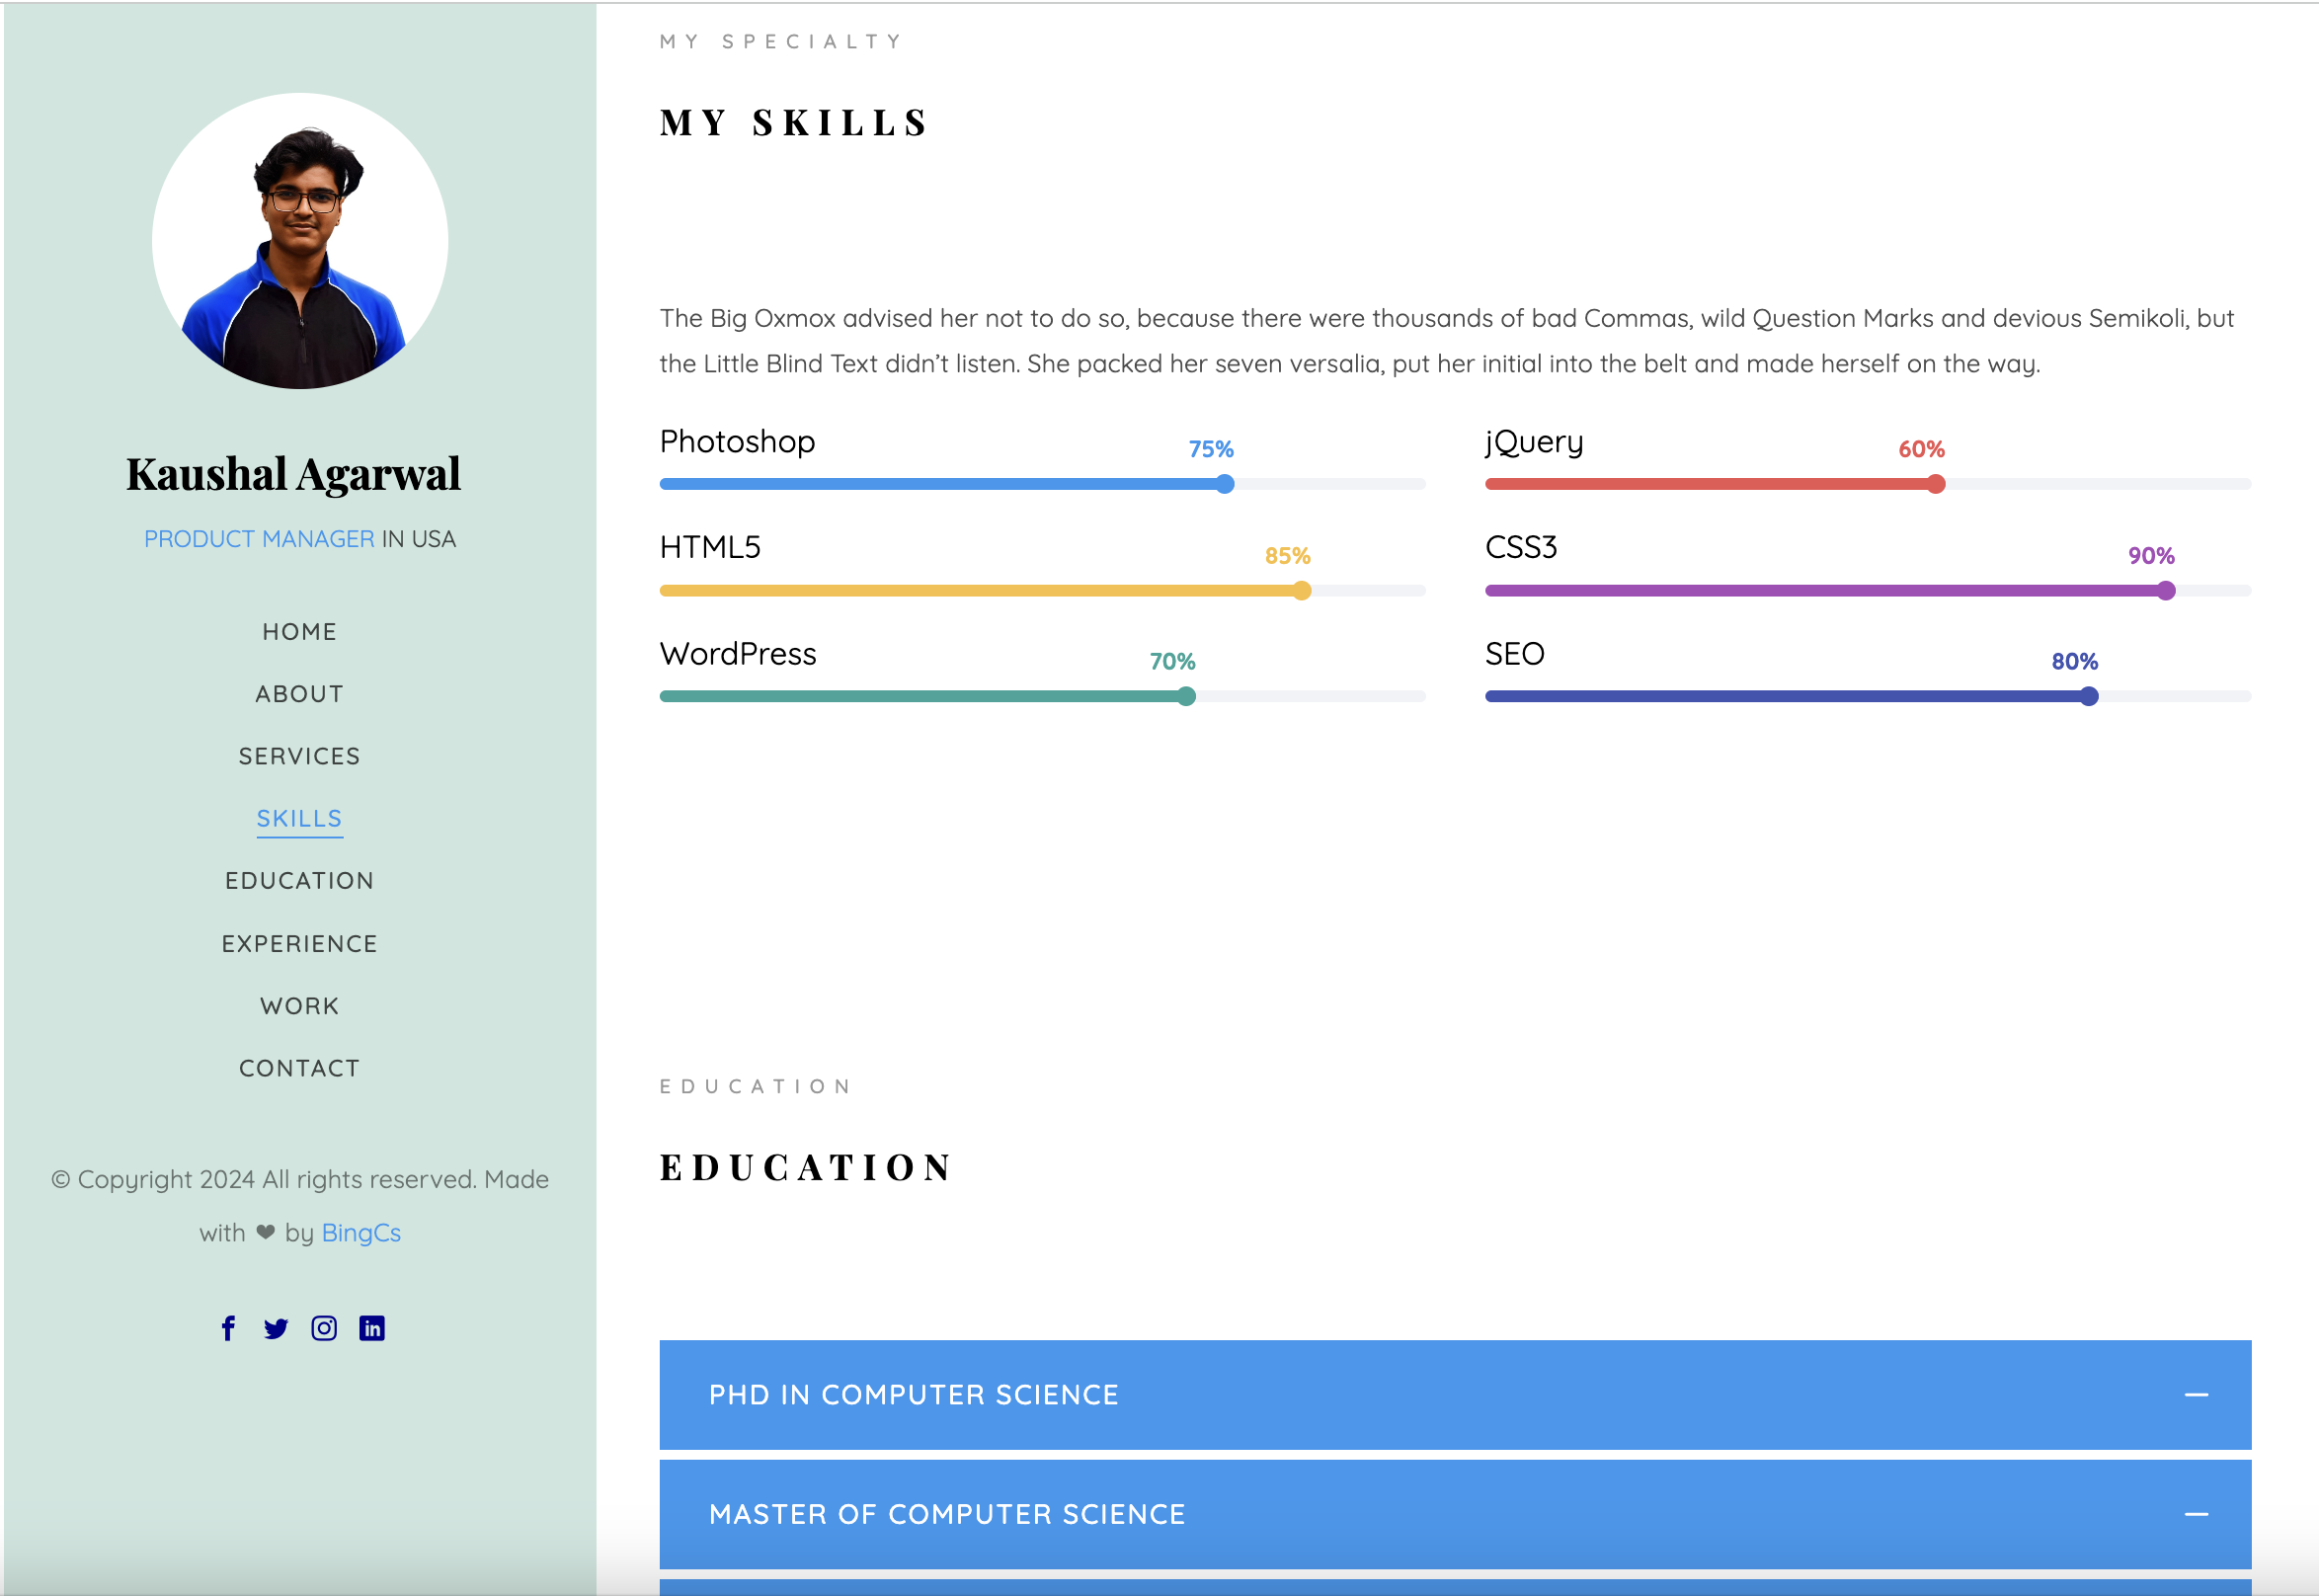 Kaushal Agarwal
PRODUCT MANAGER IN USA
HOME
ABOUT
SERVICES
SKILLS
EDUCATION
EXPERIENCE
WORK
CONTACT
© Copyright 2024 All rights reserved. Made
with ❤ by BingCs
MY SPECIALTY
MY SKILLS
The Big Oxmox advised her not to do so, because there were thousands of bad Commas, wild Question Marks and devious Semikoli, but
the Little Blind Text didn’t listen. She packed her seven versalia, put her initial into the belt and made herself on the way.
Photoshop 75%
jQuery 60%
HTML5 85%
CSS3 90%
WordPress 70%
SEO 80%
EDUCATION
EDUCATION
PHD IN COMPUTER SCIENCE
MASTER OF COMPUTER SCIENCE